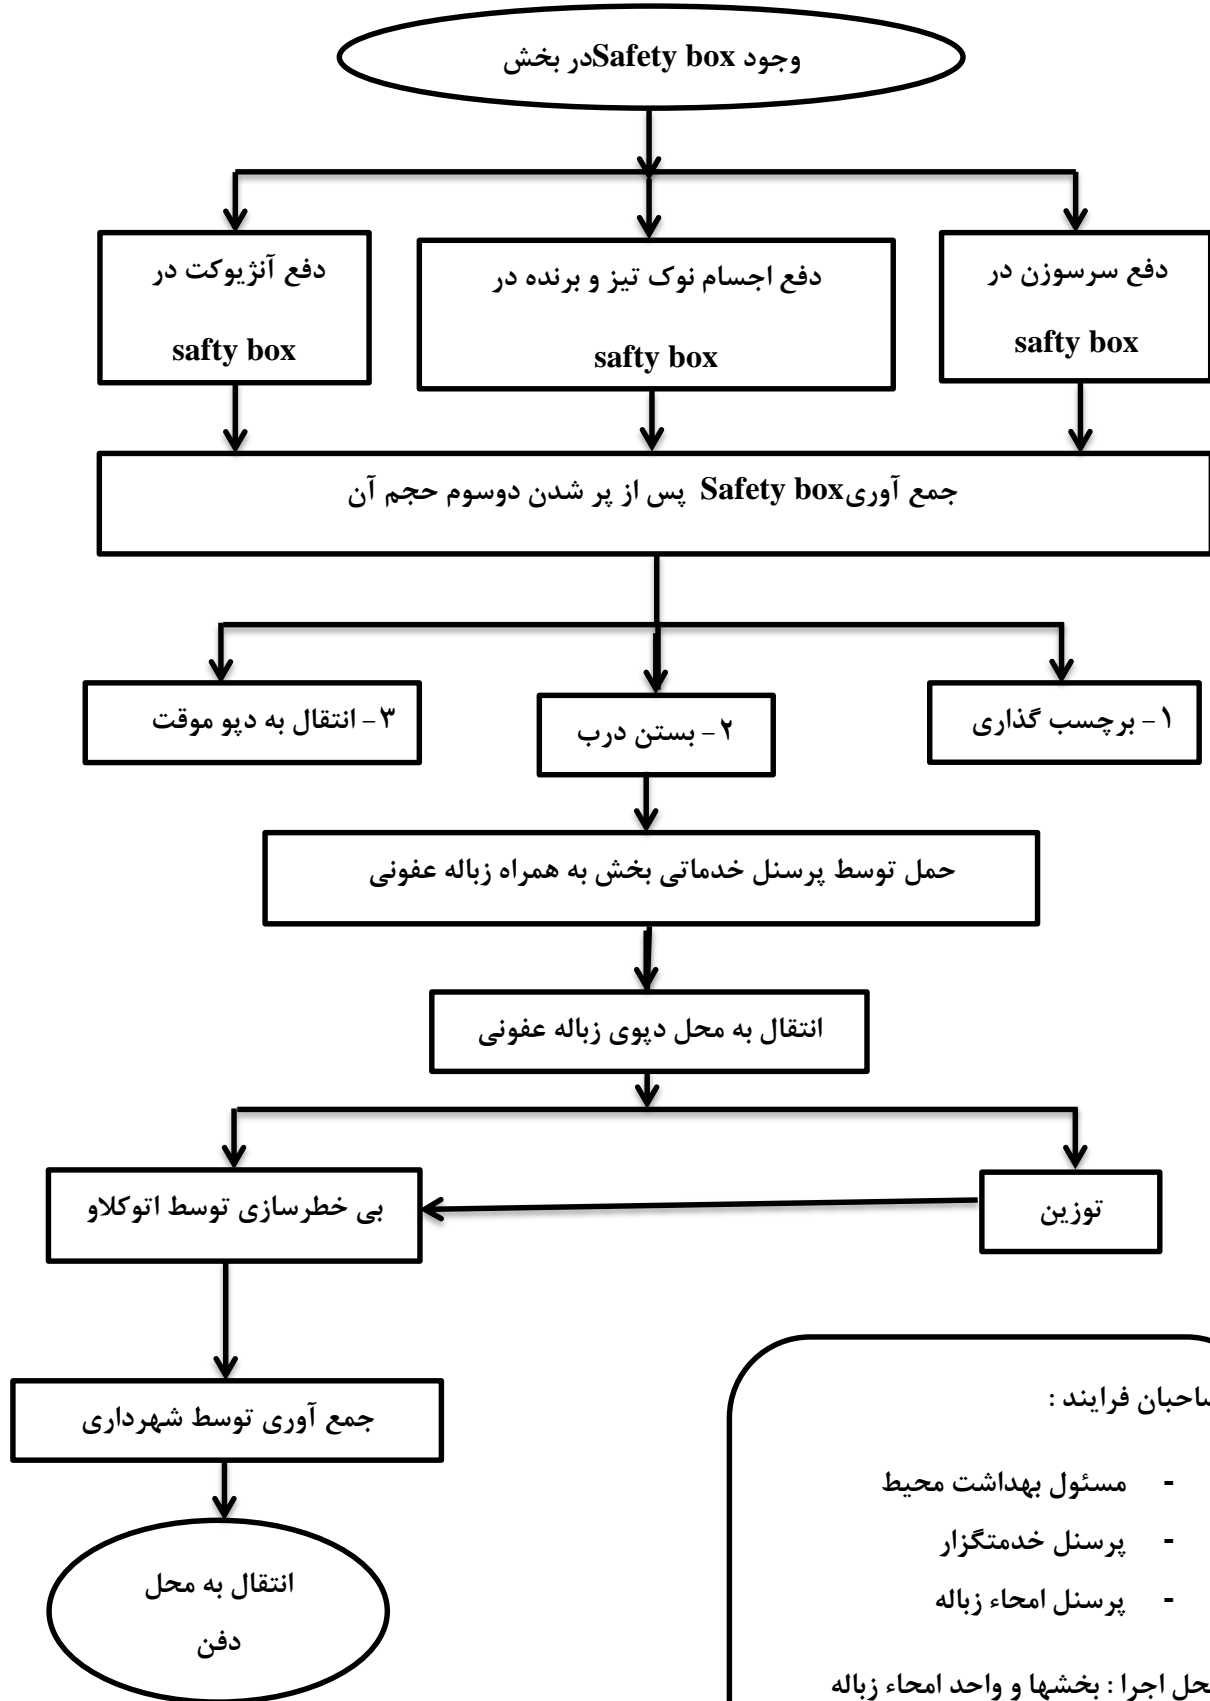 وجود Safety boxدر بخش
دفع سرسوزن در
safty box
دفع اجسام نوک تیز و برنده در
safty box
دفع آنژیوکت در
safty box
جمع آوریSafety box پس از پر شدن دوسوم حجم آن
۱- برچسب گذاری
۲- بستن درب
۳- انتقال به دپو موقت
حمل توسط پرسنل خدماتی بخش به همراه زباله عفونی
انتقال به محل دپوی زباله عفونی
توزین
بی خطرسازی توسط اتوکلاو
جمع آوری توسط شهرداری
انتقال به محل
دفن
فرایند :
- مسئول بهداشت محیط
- پرسنل خدمتگزار
- پرسنل امحاء زباله
اجرا : بخشها و واحد امحاء زباله